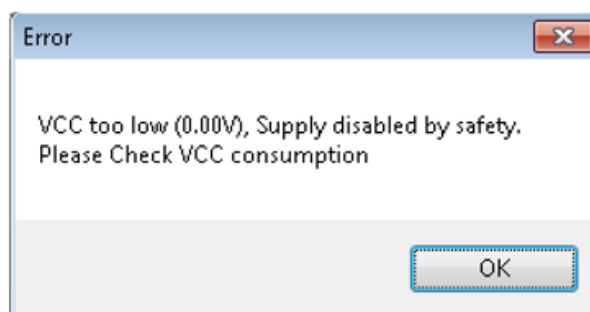 Error
VCC too low (0.00V), Supply disabled by safety.
Please Check VCC consumption
OK